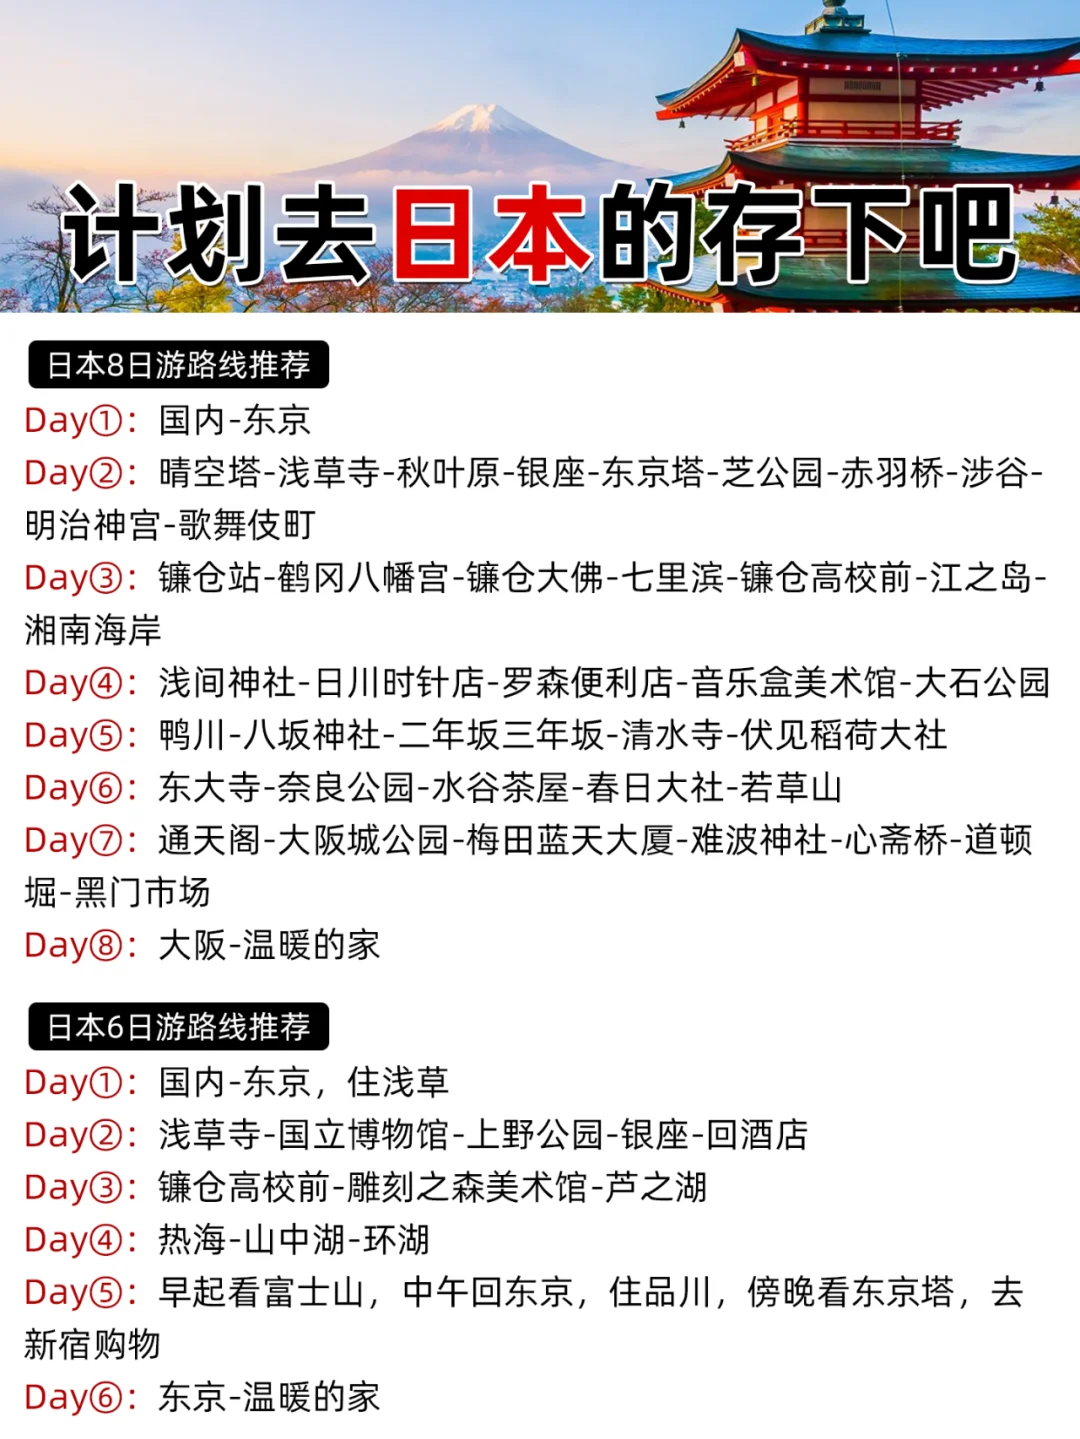 计划去日本的存下吧
日本8日游路线推荐
Day①：国内-东京
Day②：晴空塔-浅草寺-秋叶原-银座-东京塔-芝公园-赤羽桥-涉谷-
明治神宫-歌舞伎町
Day③：镰仓站-鹤冈八幡宫-镰仓大佛-七里滨-镰仓高校前-江之岛-
湘南海岸
Day④：浅间神社-日川时针店-罗森便利店-音乐盒美术馆-大石公园
Day⑤：鸭川-八坂神社-二年坂三年坂-清水寺-伏见稻荷大社
Day⑥：东大寺-奈良公园-水谷茶屋-春日大社-若草山
Day⑦：通天阁-大阪城公园-梅田蓝天大厦-难波神社-心斋桥-道顿
堀-黑门市场
Day⑧：大阪-温暖的家
日本6日游路线推荐
Day①：国内-东京，住浅草
Day②：浅草寺-国立博物馆-上野公园-银座-回酒店
Day③：镰仓高校前-雕刻之森美术馆-芦之湖
Day④：热海-山中湖-环湖
Day⑤：早起看富士山，中午回东京，住品川，傍晚看东京塔，去
新宿购物
Day⑥：东京-温暖的家